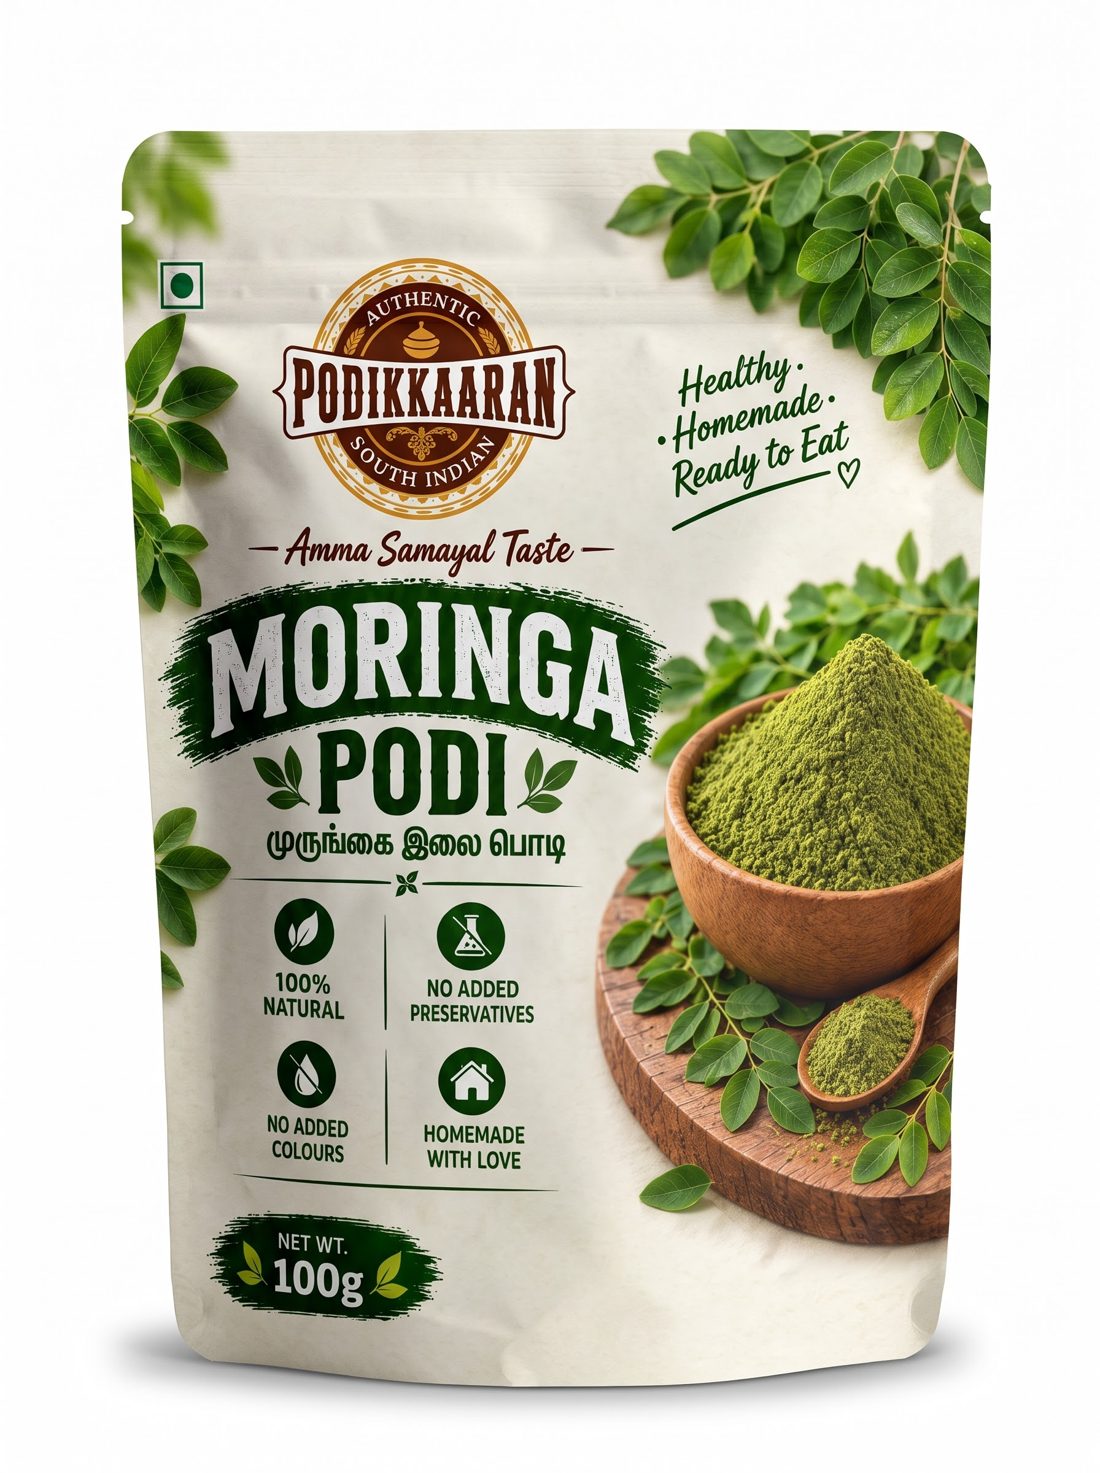 AUTHENTIC
PODIKKAARAN
SOUTH INDIAN
Healthy •
• Homemade •
Ready to Eat
– Amma Samayal Taste –
MORINGA
PODI
முருங்கை இலை பொடி
100%
NATURAL
NO ADDED
PRESERVATIVES
NO ADDED
COLOURS
HOMEMADE
WITH LOVE
NET WT.
100g